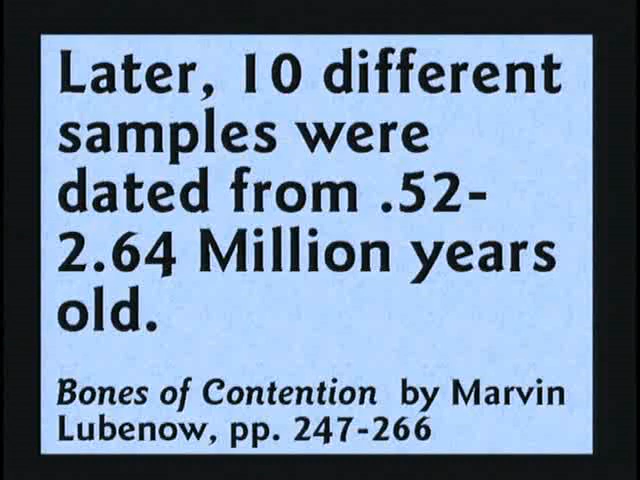 Later, 10 different
samples were
dated from .52-
2.64 Million years
old.
Bones of Contention by Marvin
Lubenow, pp. 247-266